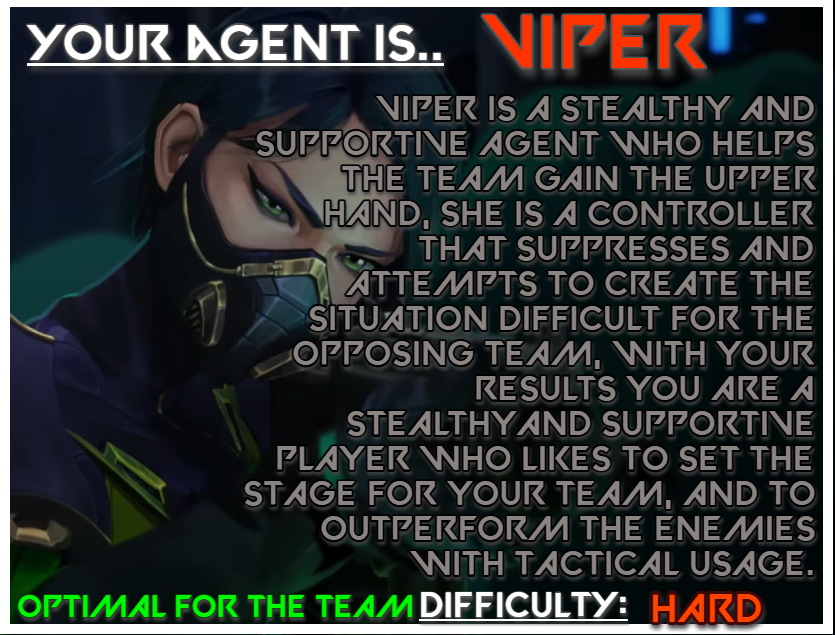 YOUR AGENT IS.. VIPER
VIPER IS A STEALTHY AND
SUPPORTIVE AGENT WHO HELPS
THE TEAM GAIN THE UPPER
HAND, SHE IS A CONTROLLER
THAT SUPPRESSES AND
ATTEMPTS TO CREATE THE
SITUATION DIFFICULT FOR THE
OPPOSING TEAM, WITH YOUR
RESULTS YOU ARE A
STEALTHYAND SUPPORTIVE
PLAYER WHO LIKES TO SET THE
STAGE FOR YOUR TEAM, AND TO
OUTPERFORM THE ENEMIES
WITH TACTICAL USAGE.
OPTIMAL FOR THE TEAM DIFFICULTY: HARD